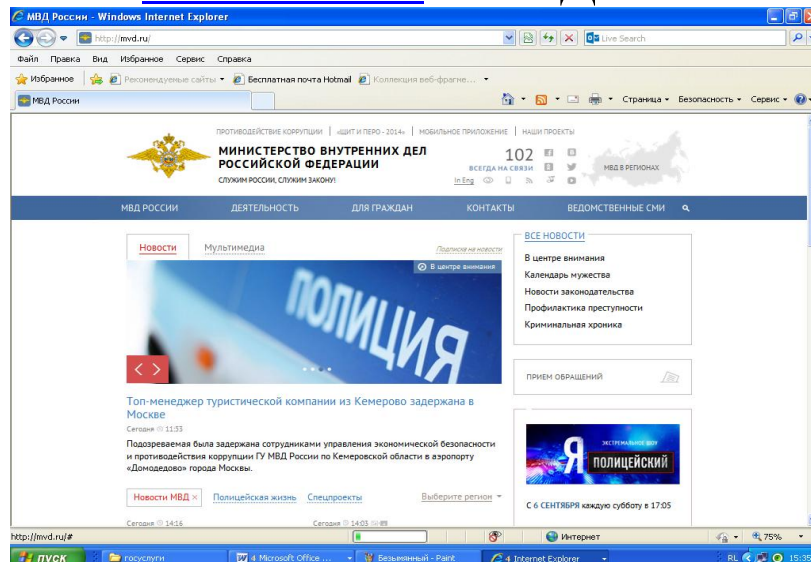 МВД России - Windows Internet Explorer
http://mvd.ru/
Live Search
Файл Правка Вид Избранное Сервис Справка
Избранное Рекомендуемые сайты Бесплатная почта Hotmail Коллекция веб-фрагме...
МВД России
Страница Безопасность Сервис
ПРОТИВОДЕЙСТВИЕ КОРРУПЦИИ | «ЩИТ И ПЕРО - 2014» | МОБИЛЬНОЕ ПРИЛОЖЕНИЕ | НАШИ ПРОЕКТЫ
МИНИСТЕРСТВО ВНУТРЕННИХ ДЕЛ
РОССИЙСКОЙ ФЕДЕРАЦИИ
СЛУЖИМ РОССИИ, СЛУЖИМ ЗАКОНУ!
102
ВСЕГДА НА СВЯЗИ
In Eng
МВД В РЕГИОНАХ
МВД РОССИИ ДЕЯТЕЛЬНОСТЬ ДЛЯ ГРАЖДАН КОНТАКТЫ ВЕДОМСТВЕННЫЕ СМИ
Новости Мультимедиа Подписка на новости
В центре внимания
ПОЛИЦИЯ
Топ-менеджер туристической компании из Кемерово задержана в
Москве
Сегодня 11:33
Подозреваемая была задержана сотрудниками управления экономической безопасности
и противодействия коррупции ГУ МВД России по Кемеровской области в аэропорту
«Домодедово» города Москвы.
Новости МВД × Полицейская жизнь Спецпроекты Выберите регион
Сегодня 14:16 Сегодня 14:03
ВСЕ НОВОСТИ
В центре внимания
Календарь мужества
Новости законодательства
Профилактика преступности
Криминальная хроника
ПРИЕМ ОБРАЩЕНИЙ
ЭКСТРЕМАЛЬНОЕ ШОУ
Я ПОЛИЦЕЙСКИЙ
С 6 СЕНТЯБРЯ каждую субботу в 17:05
http://mvd.ru/# Интернет 75%
пуск госуслуги 4 Microsoft Office ... Безымянный - Paint 4 Internet Explorer RL 15:35